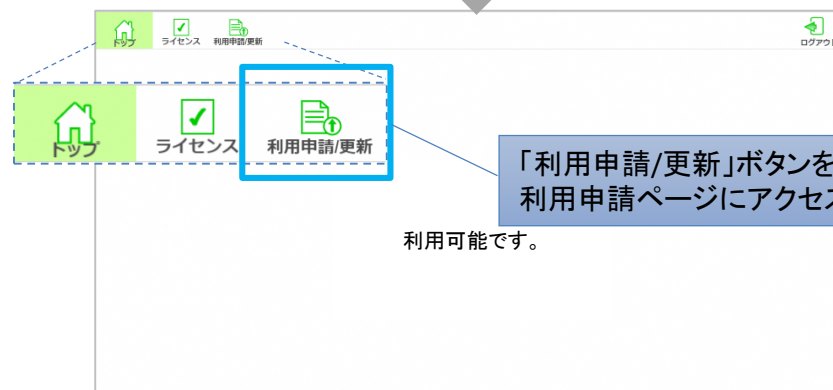 トップ ライセンス 利用申請/更新 ログアウト
トップ ライセンス 利用申請/更新
「利用申請/更新」ボタンを
利用申請ページにアクセス
利用可能です。